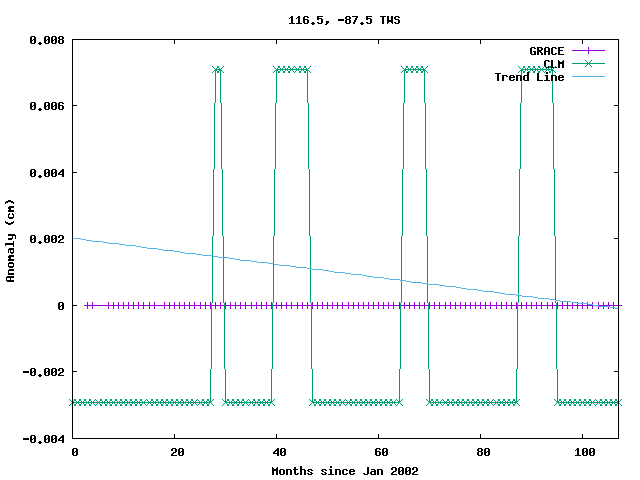 116.5, -87.5 TWS
0.008
0.006
0.004
0.002
0
-0.002
-0.004
Anomaly (cm)
GRACE
CLM
Trend Line
0 20 40 60 80 100
Months since Jan 2002